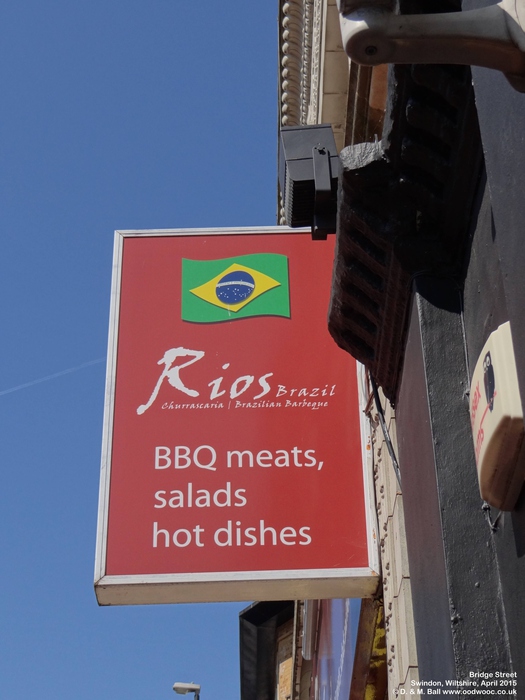 Rios Brazil
Churrascaria | Brazilian Barbeque
BBQ meats,
salads
hot dishes
Bridge Street
Swindon, Wiltshire, April 2015
© D. & M. Ball www.oodwooc.co.uk